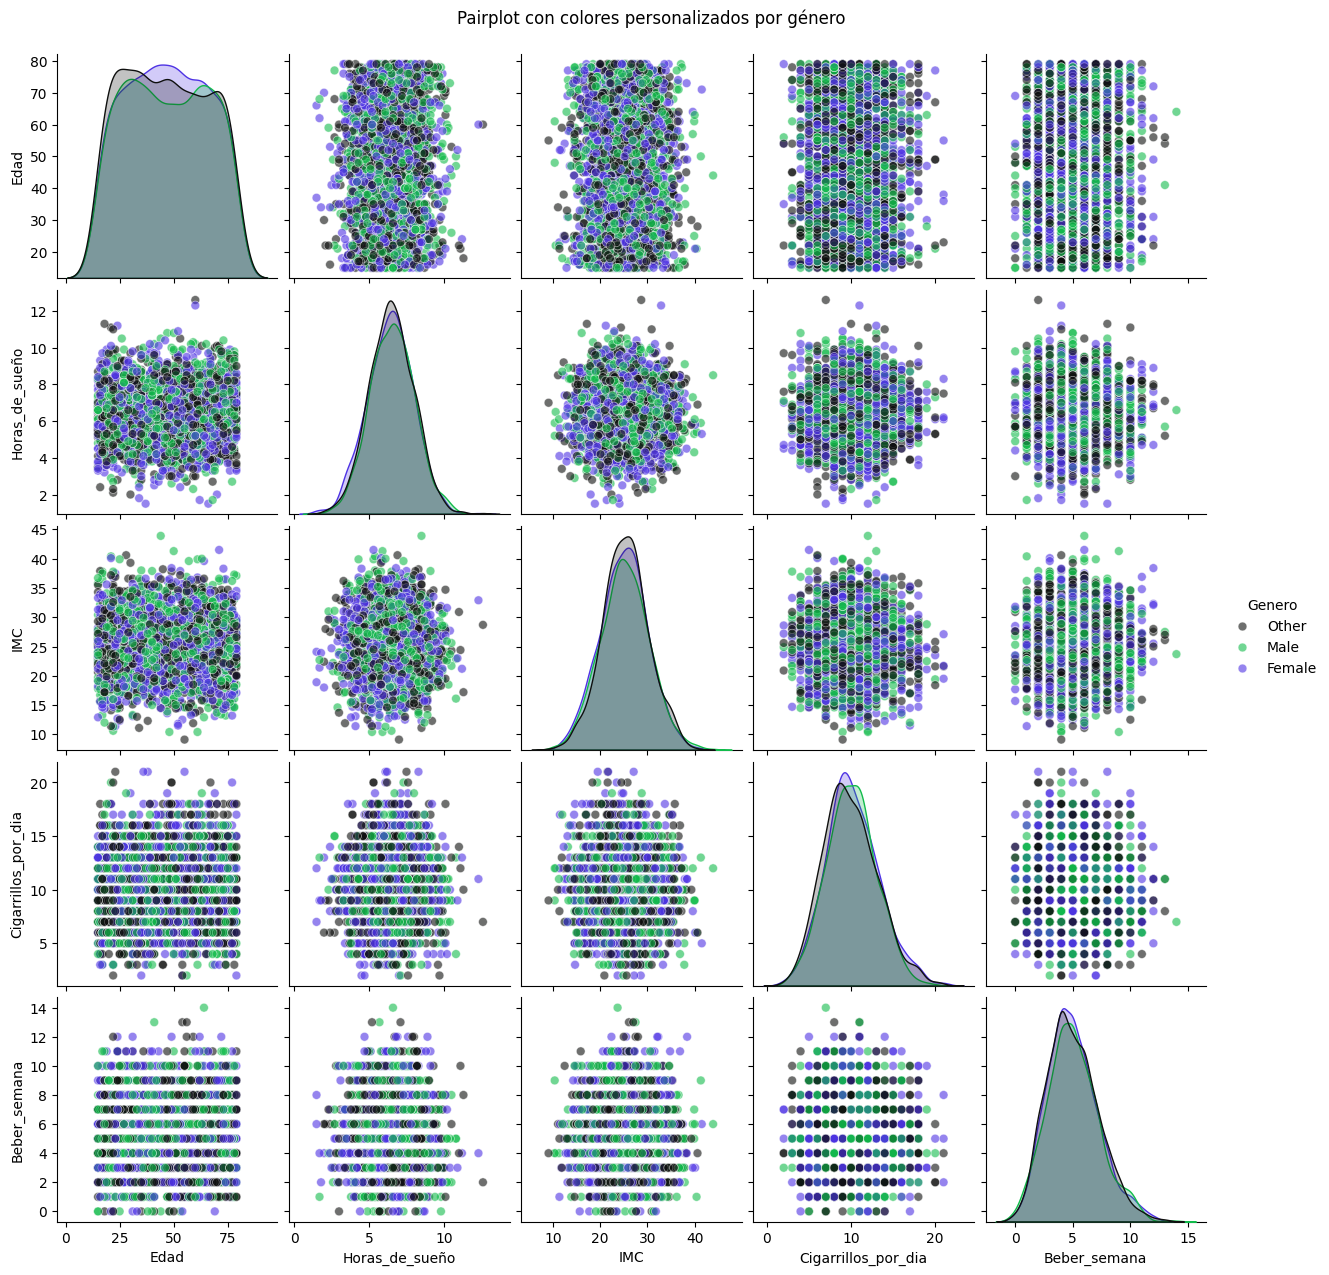 Pairplot con colores personalizados por género
80
70
60
50
40
30
20
Edad
12
10
8
6
4
2
Horas_de_sueño
45
40
35
30
25
20
15
10
IMC
Genero
Other
Male
Female
20
15
10
5
Cigarrillos_por_dia
14
12
10
8
6
4
2
0
Beber_semana
0 25 50 75
0 5 10
10 20 30 40
0 10 20
0 5 10 15
Edad
Horas_de_sueño
IMC
Cigarrillos_por_dia
Beber_semana